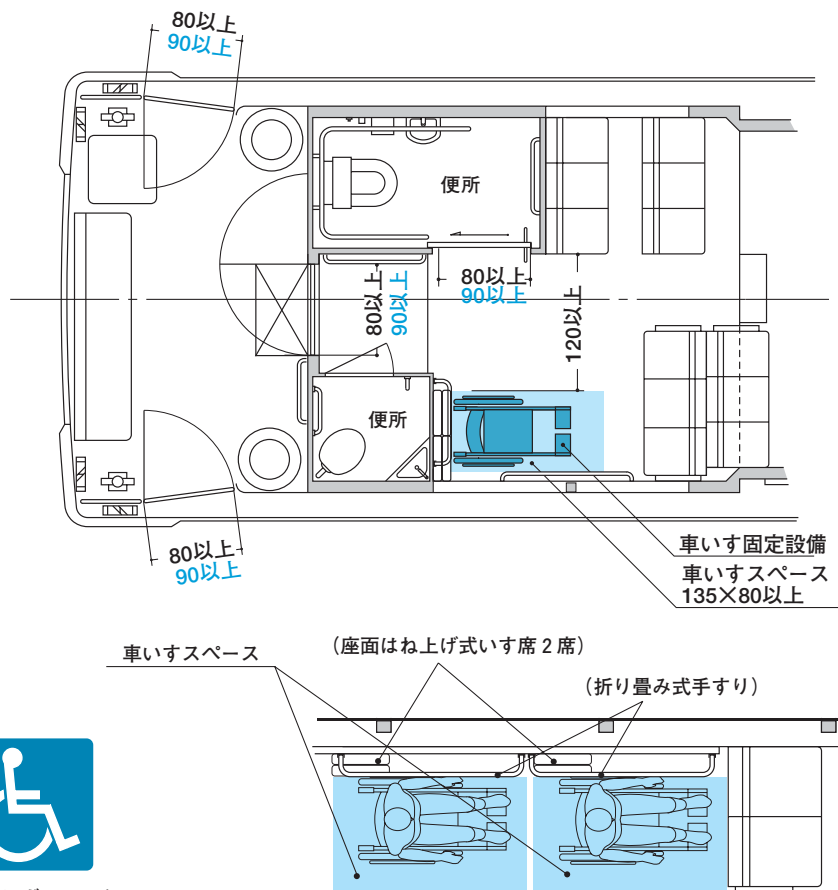 80以上
90以上
便所
80以上
90以上
80以上
90以上
120以上
便所
80以上
90以上
車いす固定設備
車いすスペース
135×80以上
車いすスペース
(座面はね上げ式いす席2席)
(折り畳み式手すり)